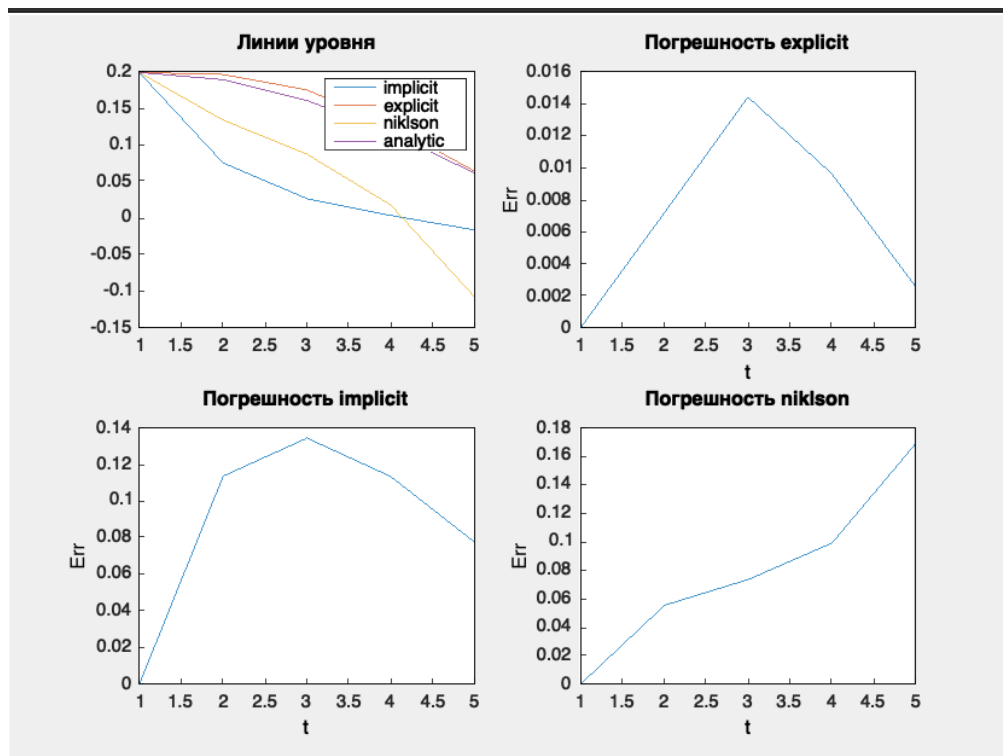 Линии уровня
0.2
0.15
0.1
0.05
0
-0.05
-0.1
-0.15
1 1.5 2 2.5 3 3.5 4 4.5 5
implicit
explicit
niklson
analytic
Погрешность explicit
0.016
0.014
0.012
0.01
0.008
0.006
0.004
0.002
0
Err
1 1.5 2 2.5 3 3.5 4 4.5 5
t
Погрешность implicit
0.14
0.12
0.1
0.08
0.06
0.04
0.02
0
Err
1 1.5 2 2.5 3 3.5 4 4.5 5
t
Погрешность niklson
0.18
0.16
0.14
0.12
0.1
0.08
0.06
0.04
0.02
0
Err
1 1.5 2 2.5 3 3.5 4 4.5 5
t